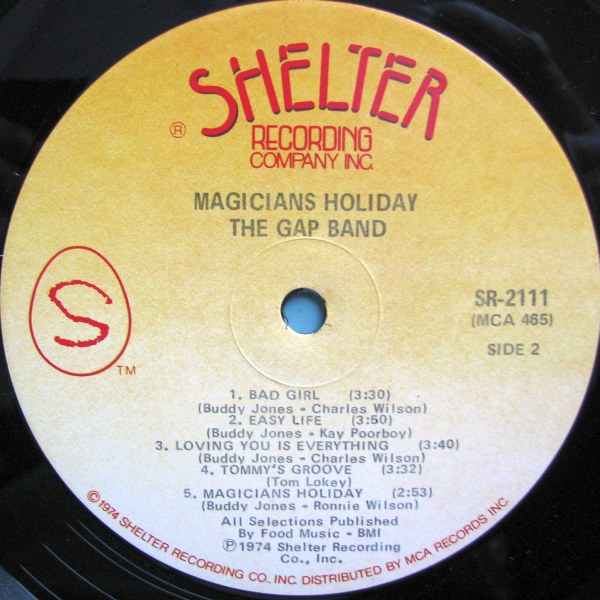 SHELTER
®
RECORDING
COMPANY INC.
MAGICIANS HOLIDAY
THE GAP BAND
S
TM
SR-2111
(MCA 465)
SIDE 2
1. BAD GIRL (3:30)
(Buddy Jones - Charles Wilson)
2. EASY LIFE (3:50)
(Buddy Jones - Kay Poorboy)
3. LOVING YOU IS EVERYTHING (3:40)
(Buddy Jones - Charles Wilson)
4. TOMMY'S GROOVE (3:32)
(Tom Lokey)
5. MAGICIANS HOLIDAY (2:53)
(Buddy Jones - Ronnie Wilson)
All Selections Published
By Food Music - BMI
℗1974 Shelter Recording
Co., Inc.
©1974 SHELTER RECORDING CO., INC. DISTRIBUTED BY MCA RECORDS INC.